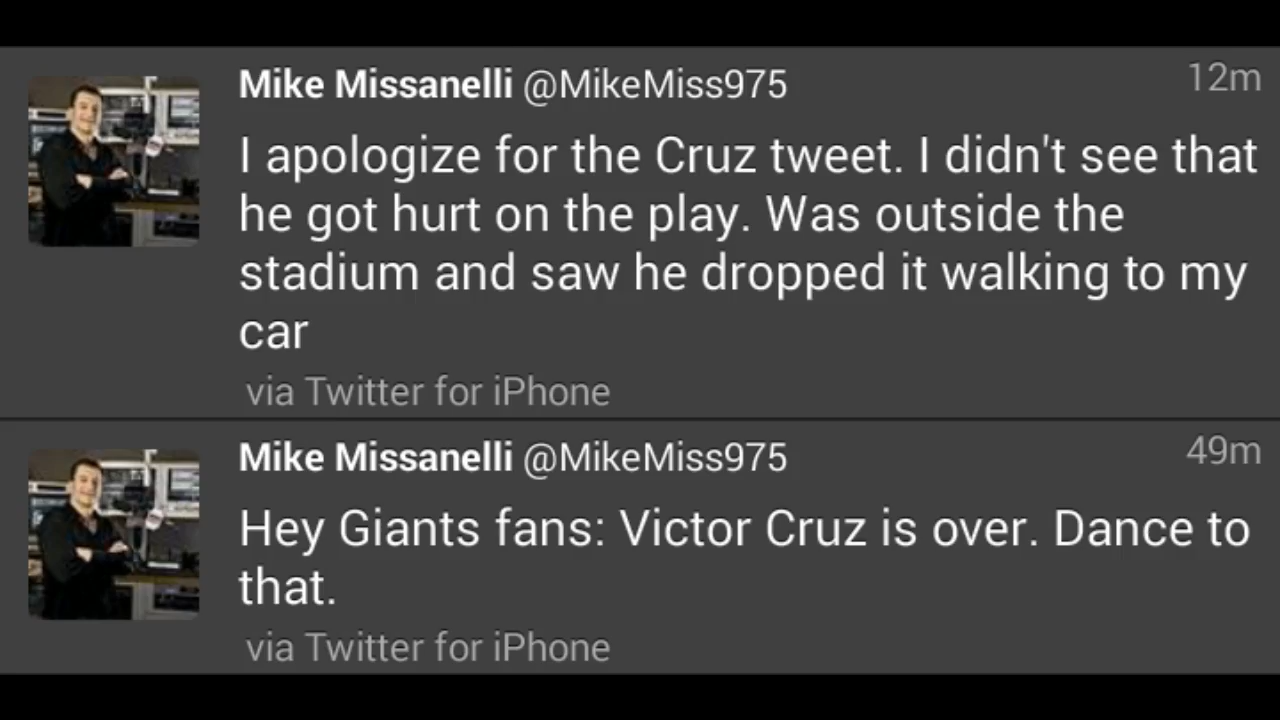 Mike Missanelli @MikeMiss975 12m
I apologize for the Cruz tweet. I didn't see that
he got hurt on the play. Was outside the
stadium and saw he dropped it walking to my
car
via Twitter for iPhone
Mike Missanelli @MikeMiss975 49m
Hey Giants fans: Victor Cruz is over. Dance to
that.
via Twitter for iPhone